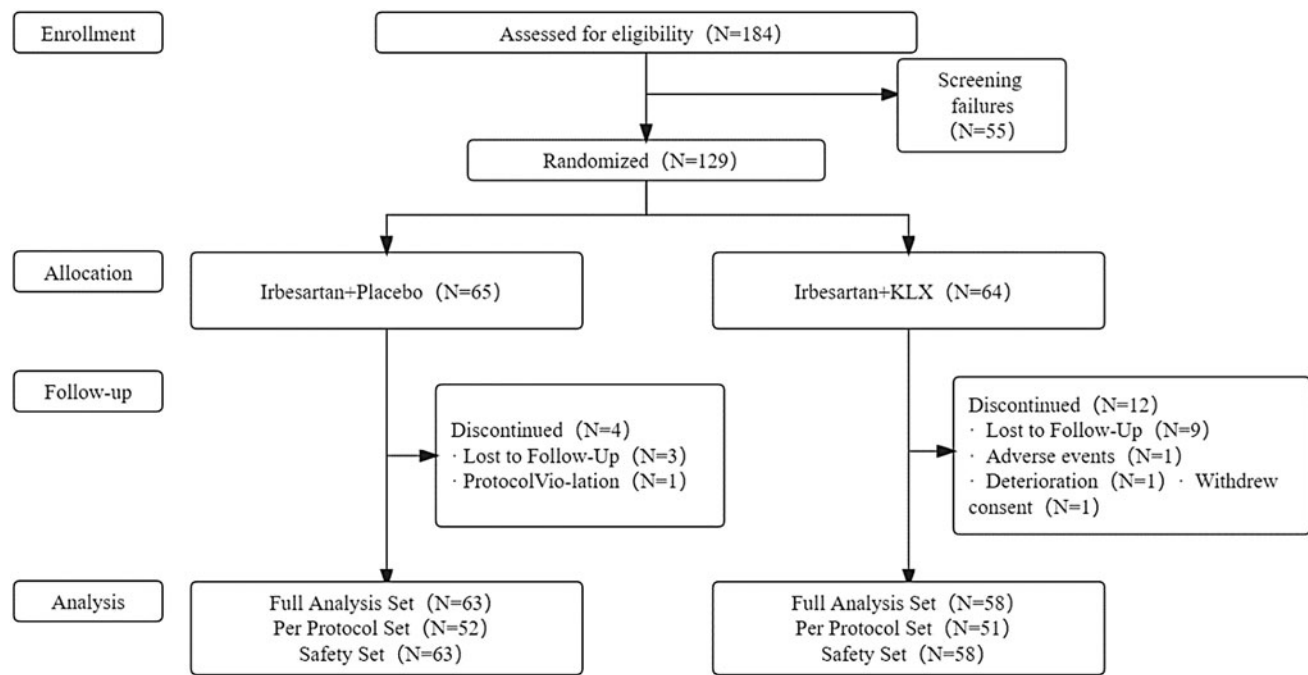 Enrollment
Assessed for eligibility (N=184)
Screening
failures
(N=55)
Randomized (N=129)
Allocation
Irbesartan+Placebo (N=65)
Irbesartan+KLX (N=64)
Follow-up
Discontinued (N=4)
· Lost to Follow-Up (N=3)
· ProtocolVio-lation (N=1)
Discontinued (N=12)
· Lost to Follow-Up (N=9)
· Adverse events (N=1)
· Deterioration (N=1) · Withdrew
consent (N=1)
Analysis
Full Analysis Set (N=63)
Per Protocol Set (N=52)
Safety Set (N=63)
Full Analysis Set (N=58)
Per Protocol Set (N=51)
Safety Set (N=58)